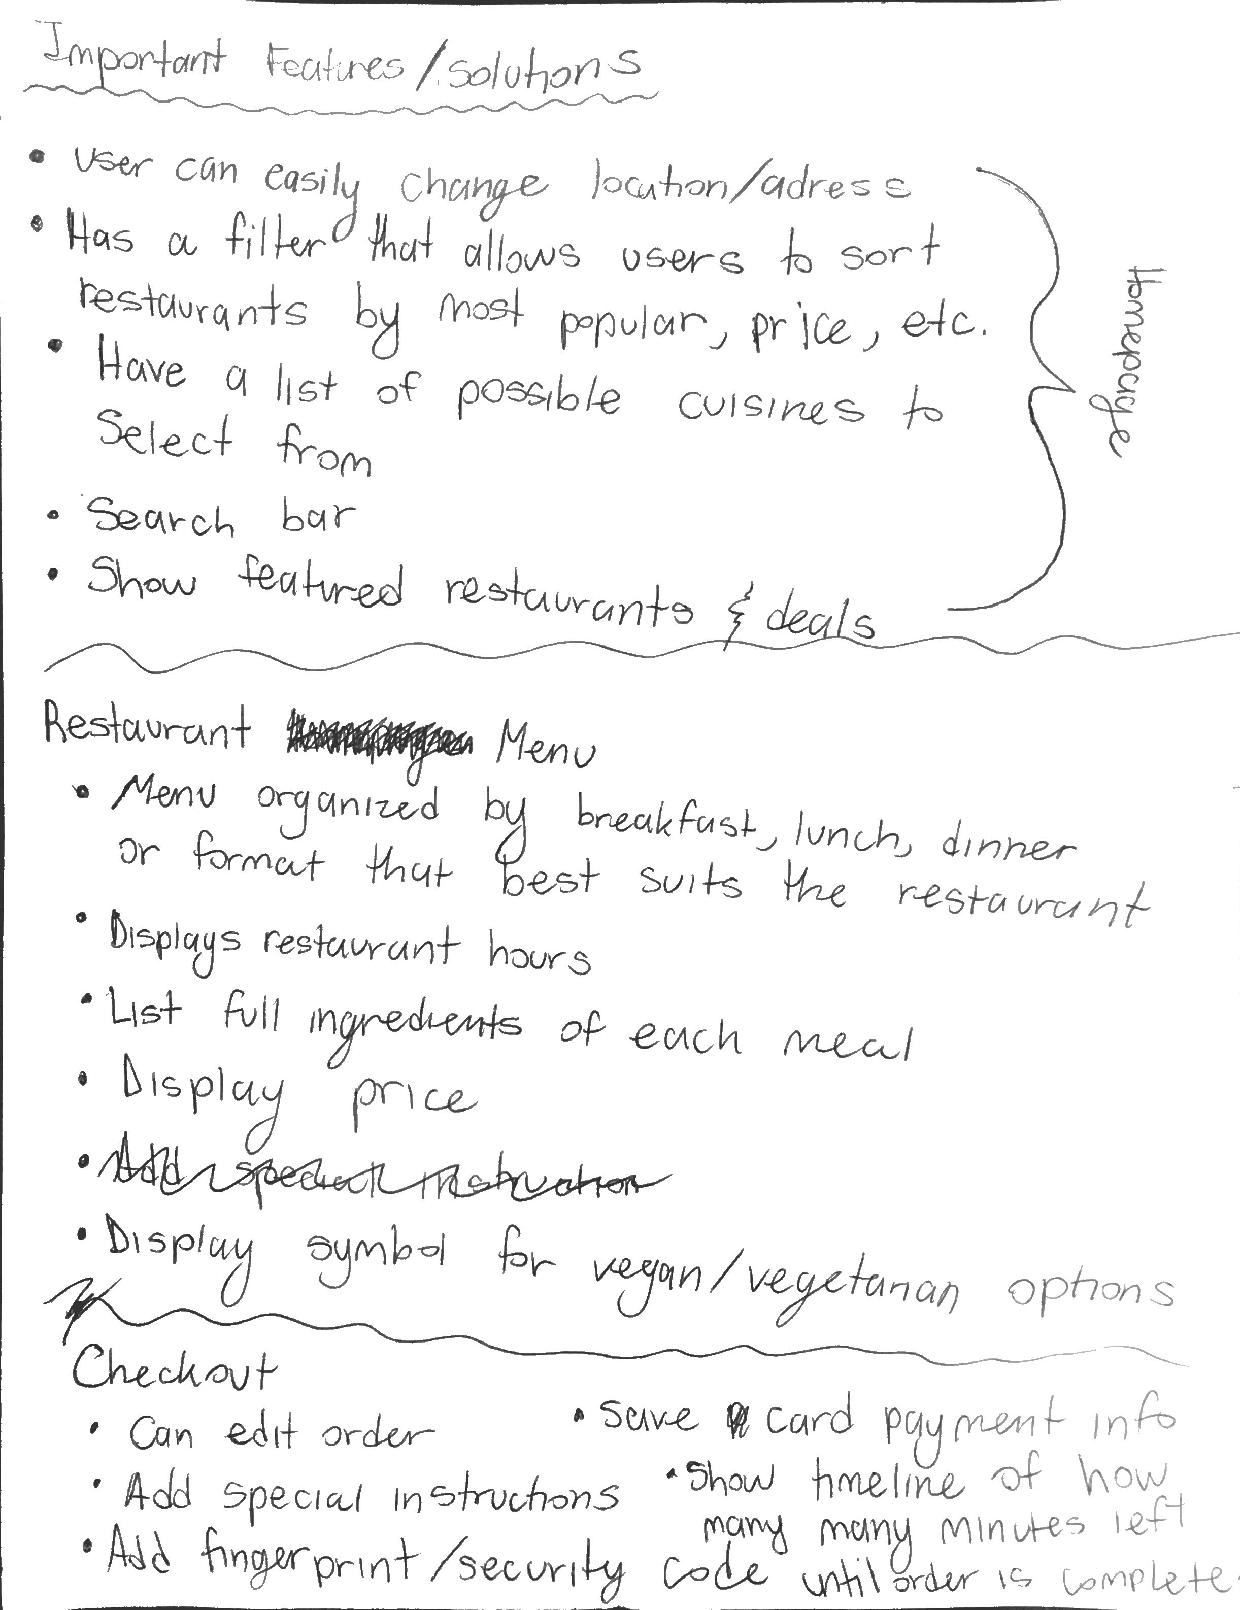 Important Features/solutions
• user can easily change location/adress
• Has a filter that allows users to sort
restaurants by most popular, price, etc.
• Have a list of possible cuisines to
Select from
• Search bar
• Show featured restaurants & deals
Homepage
Restaurant Menu
• Menu organized by breakfast, lunch, dinner
or format that best suits the restaurant
• Displays restaurant hours
• List full ingredients of each meal
• Display price
• Add special instruction
• Display symbol for vegan/vegetarian options
Checkout
• Can edit order
• Add special instructions
• Add fingerprint/security code
• save card payment info
• Show timeline of how
many many minutes left
until order is complete